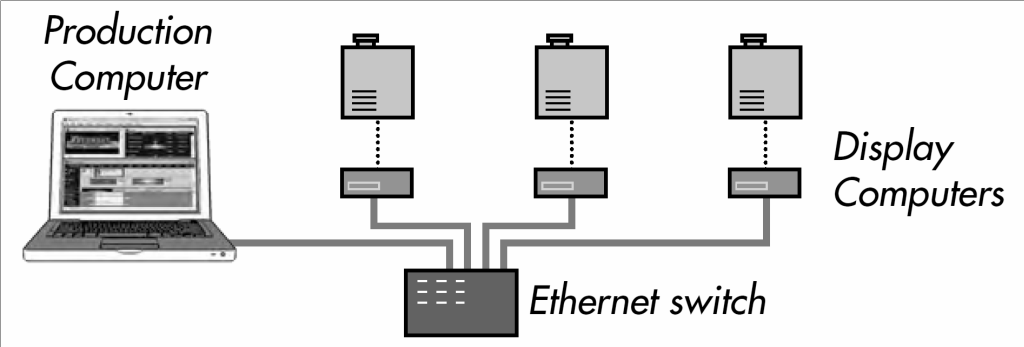 Production
Computer
Display
Computers
Ethernet switch